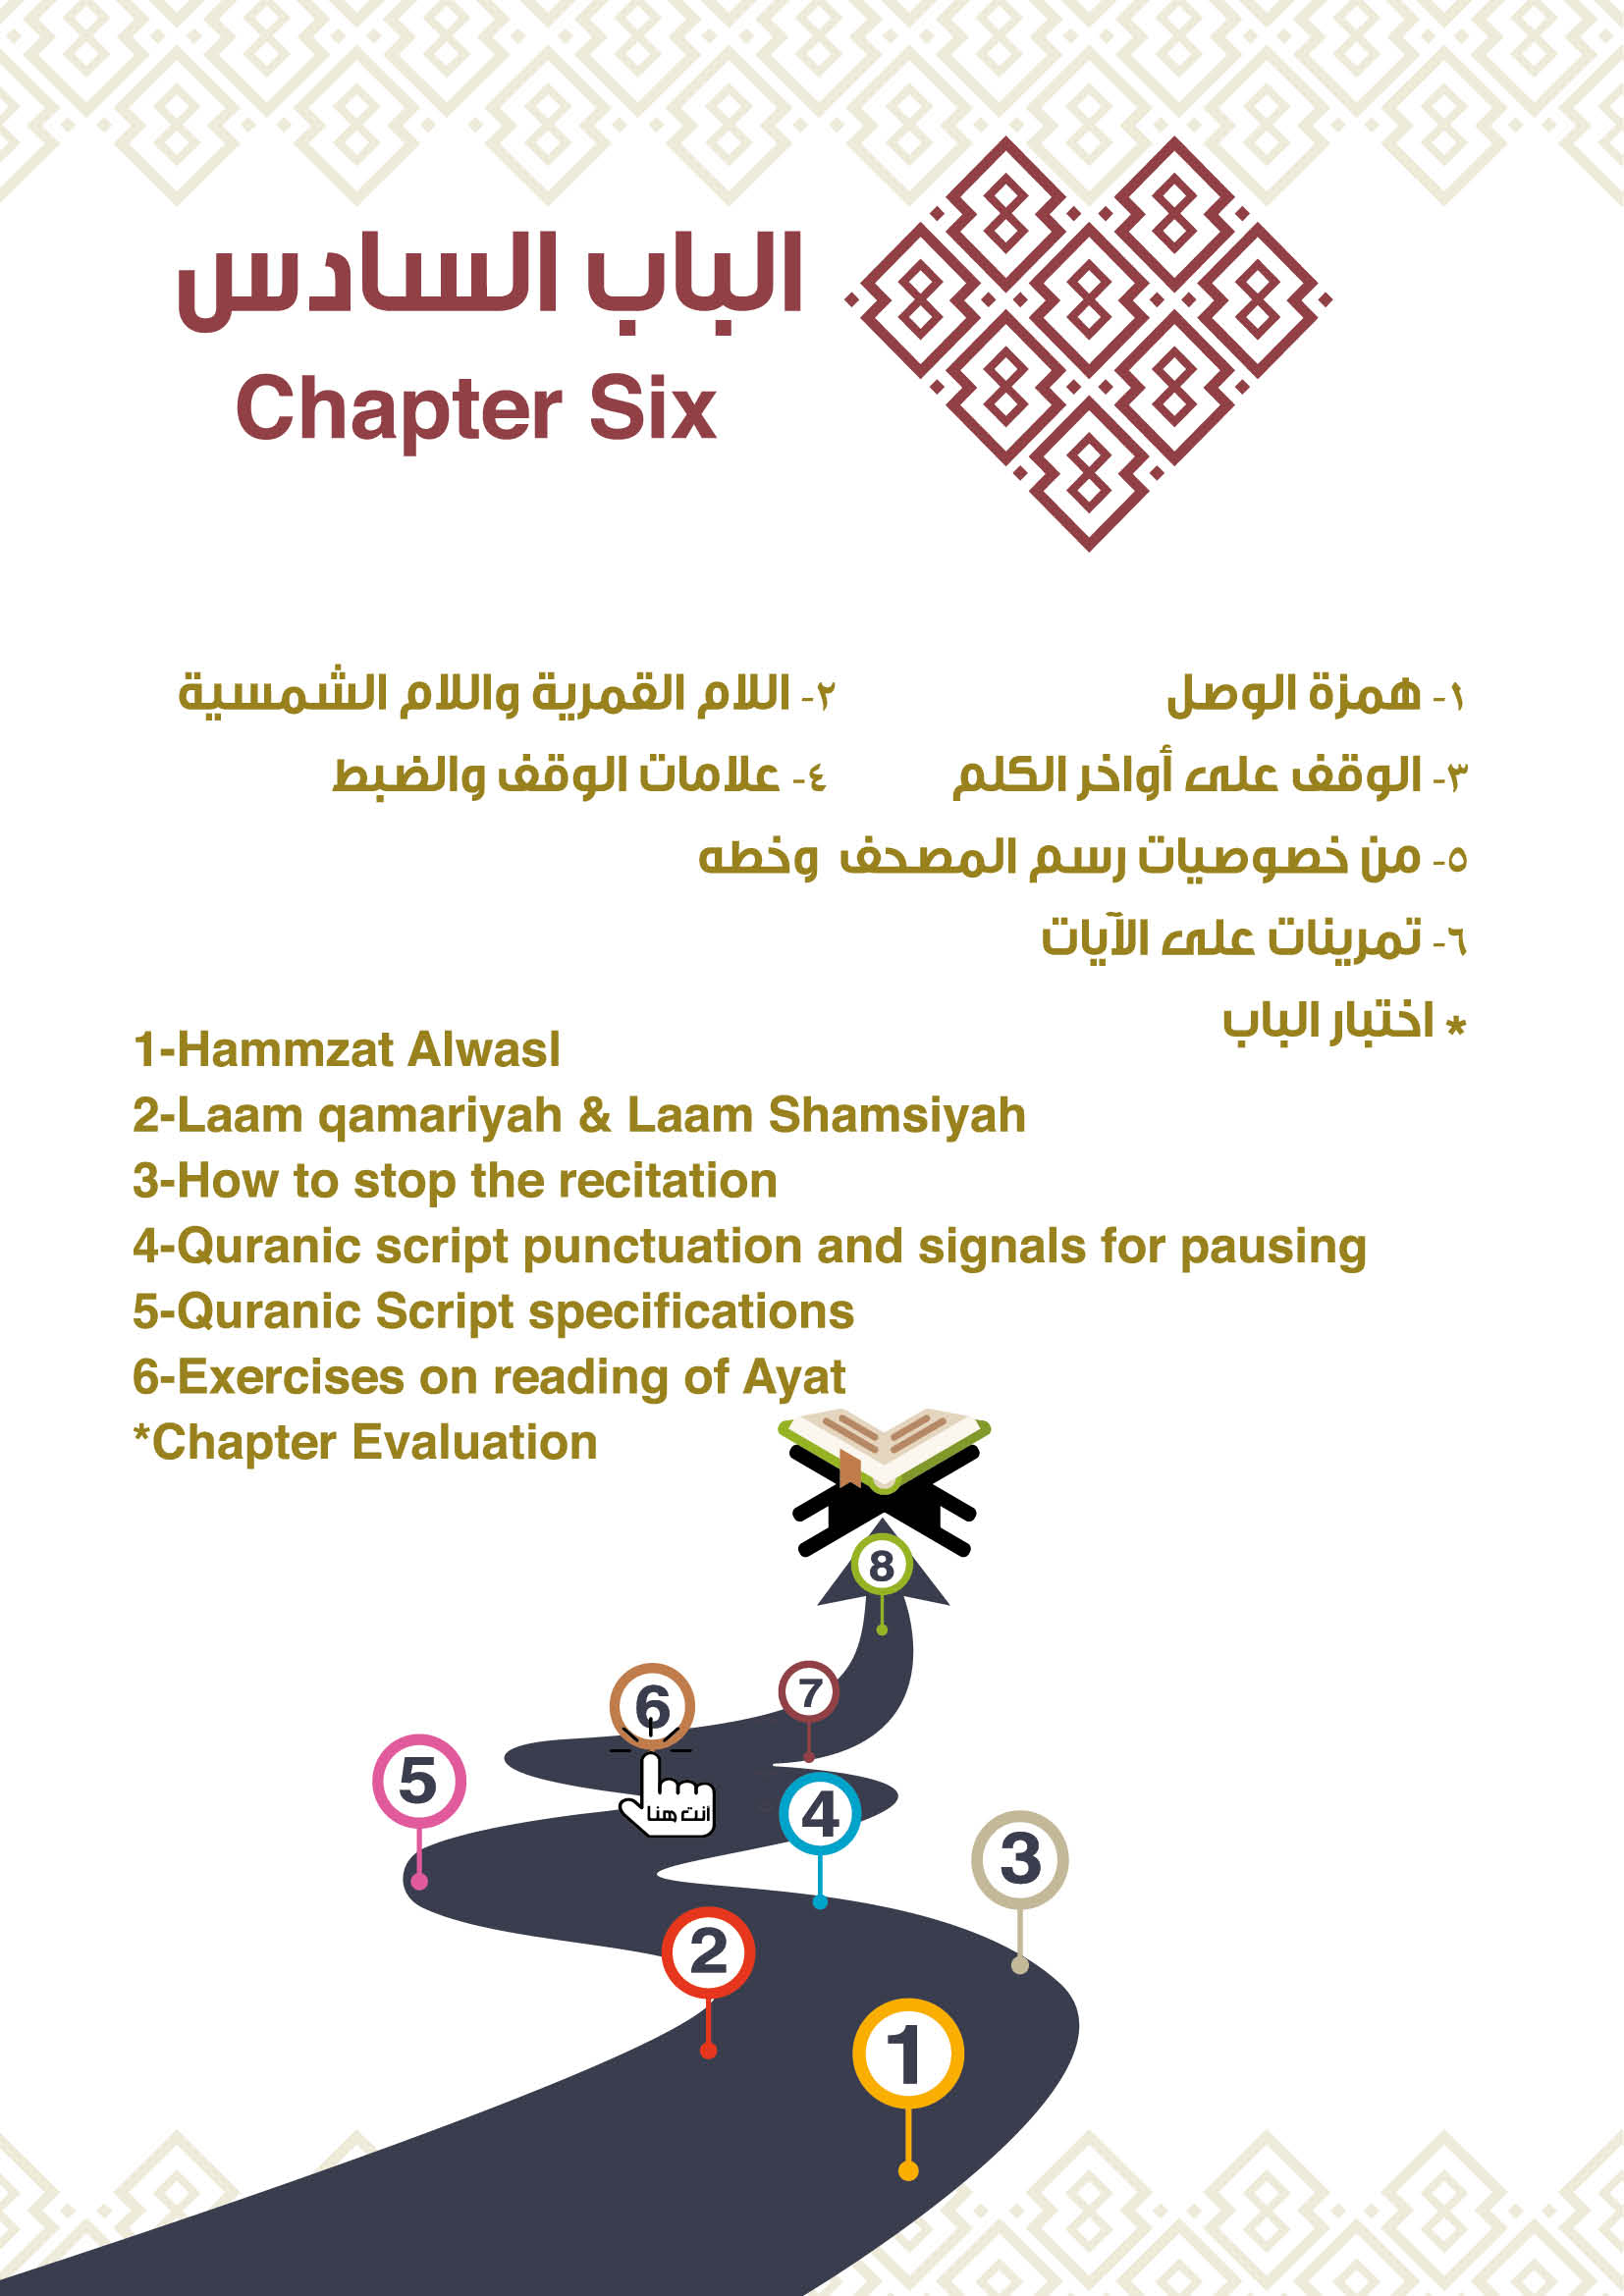 الباب السادس
Chapter Six
١- همزة الوصل
٢- اللام القمرية واللام الشمسية
٣- الوقف على أواخر الكلم
٤- علامات الوقف والضبط
٥- من خصوصيات رسم المصحف وخطه
٦- تمرينات على الآيات
* اختبار الباب
1-Hammzat Alwasl
2-Laam qamariyah & Laam Shamsiyah
3-How to stop the recitation
4-Quranic script punctuation and signals for pausing
5-Quranic Script specifications
6-Exercises on reading of Ayat
*Chapter Evaluation
8
7
6
5
أنت هنا
4
3
2
1